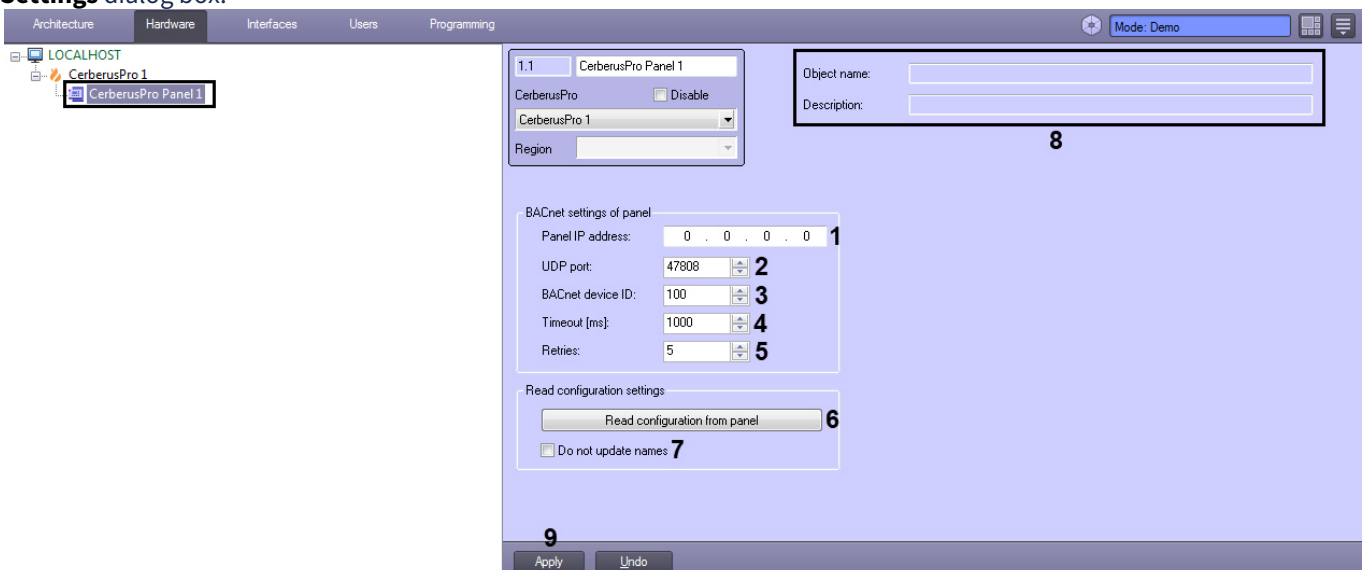 Settings dialog box.
Architecture Hardware Interfaces Users Programming Mode: Demo
LOCALHOST
CerberusPro 1
CerberusPro Panel 1
1.1 CerberusPro Panel 1
CerberusPro Disable
CerberusPro 1
Region
Object name:
Description:
8
BACnet settings of panel
Panel IP address: 0 . 0 . 0 . 0 1
UDP port: 47808 2
BACnet device ID: 100 3
Timeout [ms]: 1000 4
Retries: 5 5
Read configuration settings
Read configuration from panel 6
Do not update names 7
9
Apply Undo